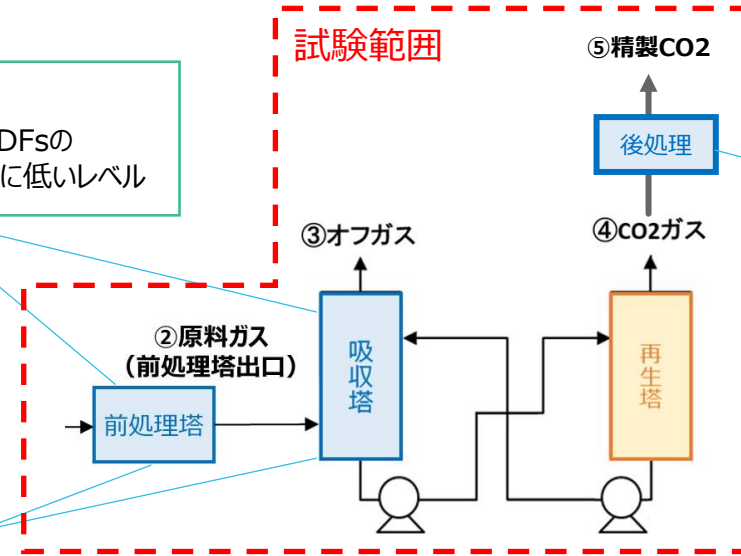 試験範囲
⑤精製CO2
DFsの
に低いレベル
後処理
③オフガス
④CO2ガス
②原料ガス
（前処理塔出口）
吸収塔
再生塔
前処理塔